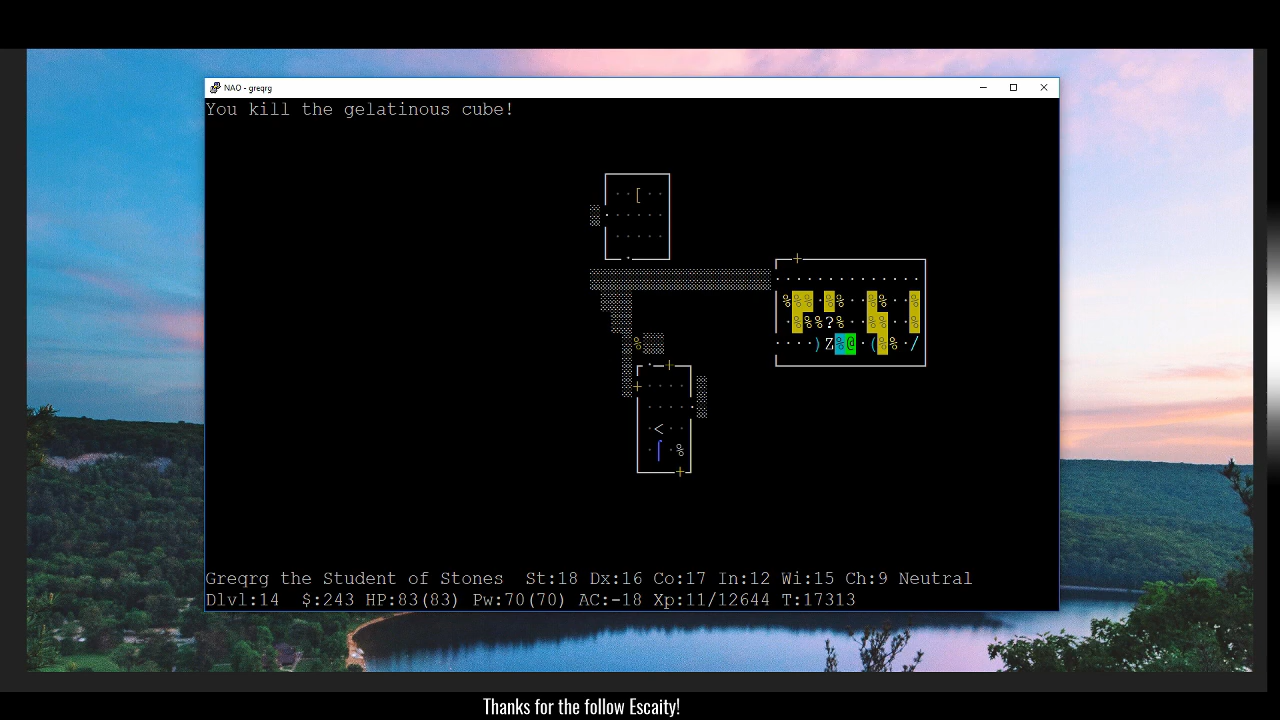 NAO - greqrg
You kill the gelatinous cube!
Greqrg the Student of Stones St:18 Dx:16 Co:17 In:12 Wi:15 Ch:9 Neutral
Dlvl:14 $:243 HP:83(83) Pw:70(70) AC:-18 Xp:11/12644 T:17313
Thanks for the follow Escaity!